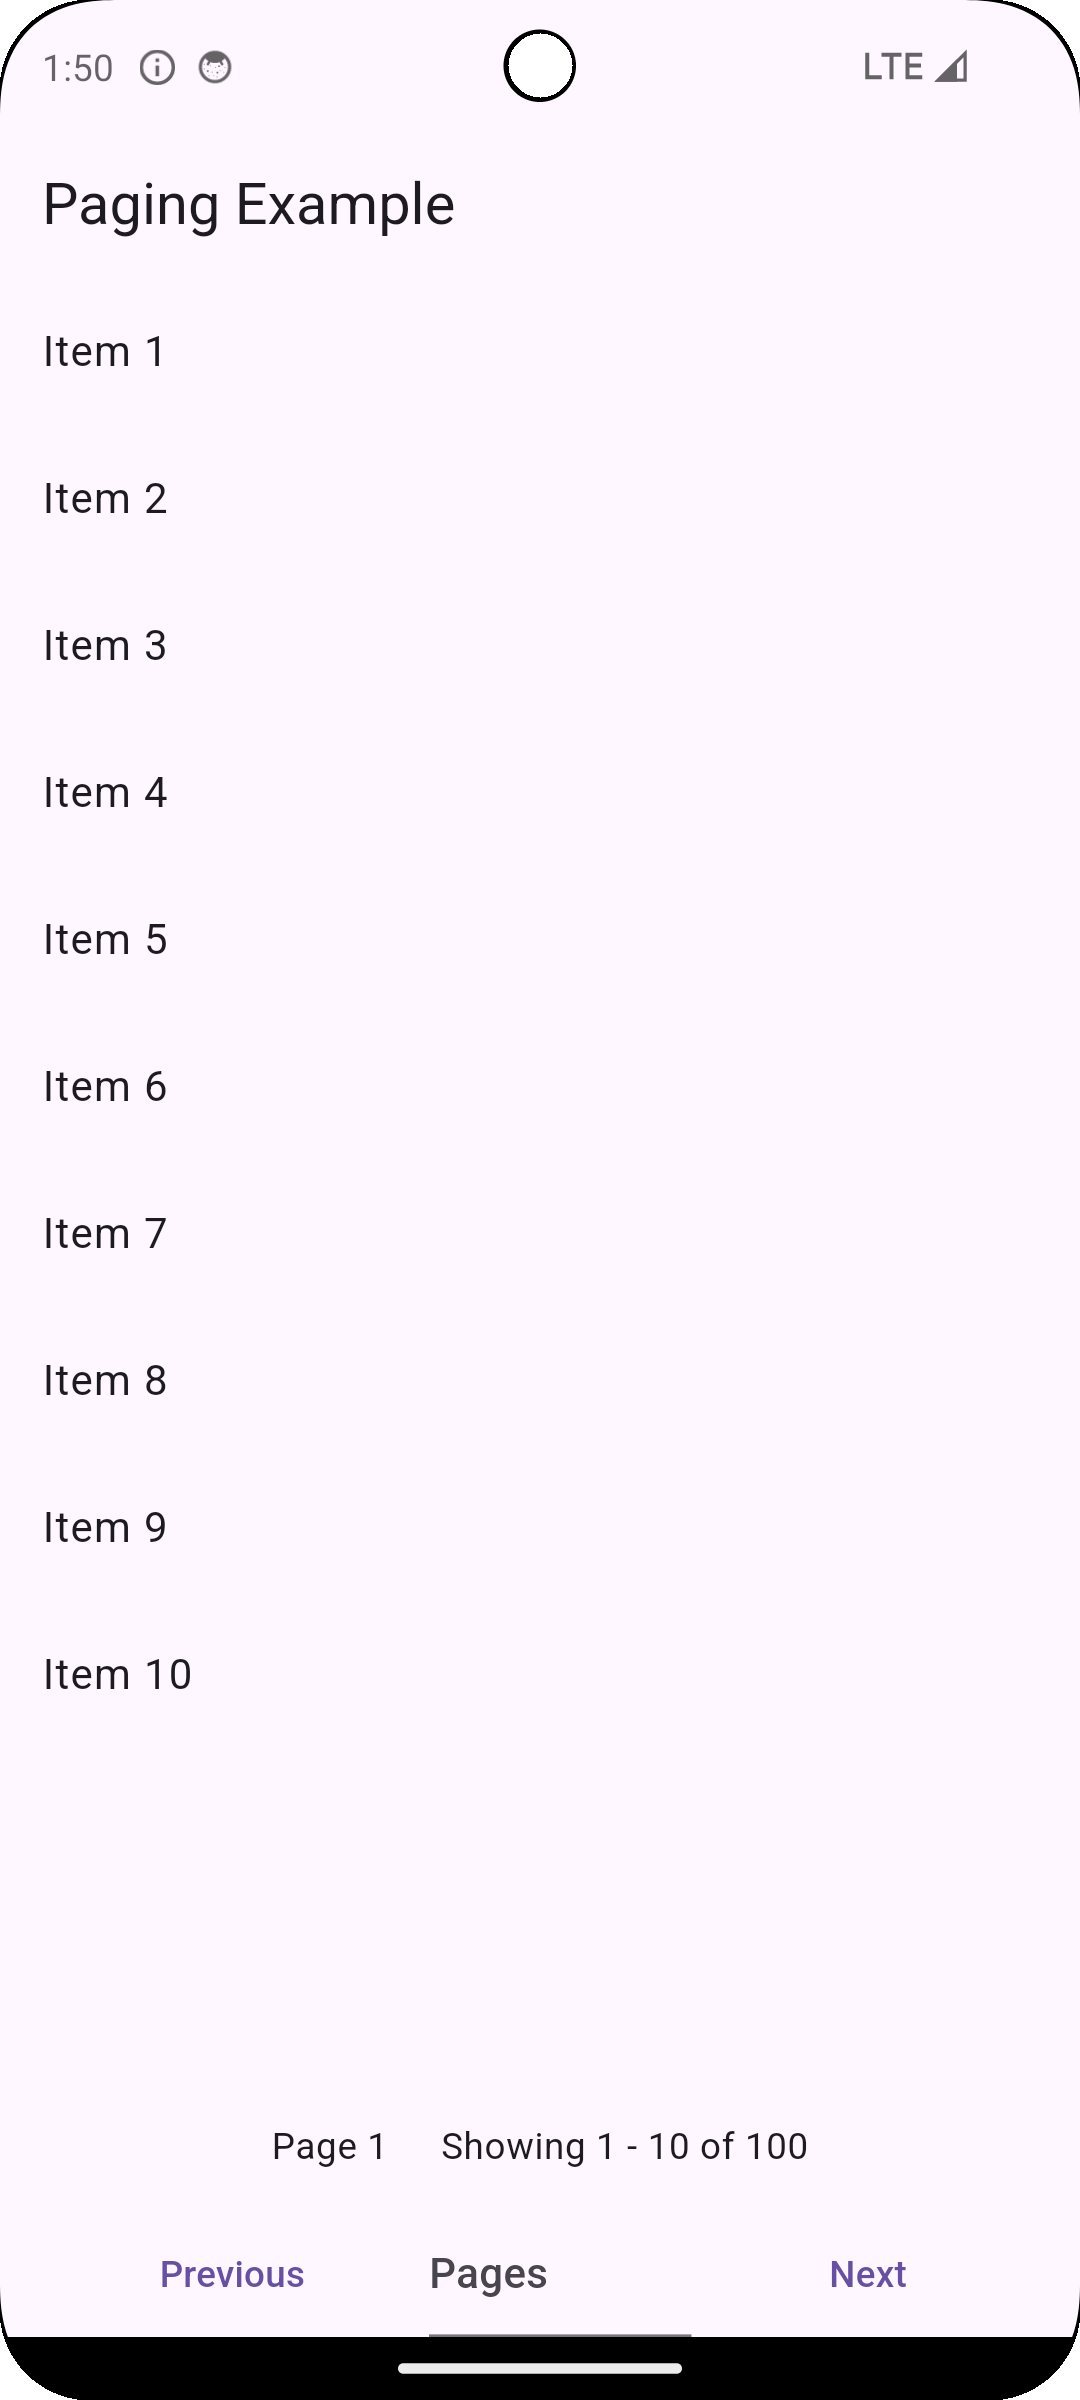 1:50 LTE
Paging Example
Item 1
Item 2
Item 3
Item 4
Item 5
Item 6
Item 7
Item 8
Item 9
Item 10
Page 1 Showing 1 - 10 of 100
Previous Pages Next